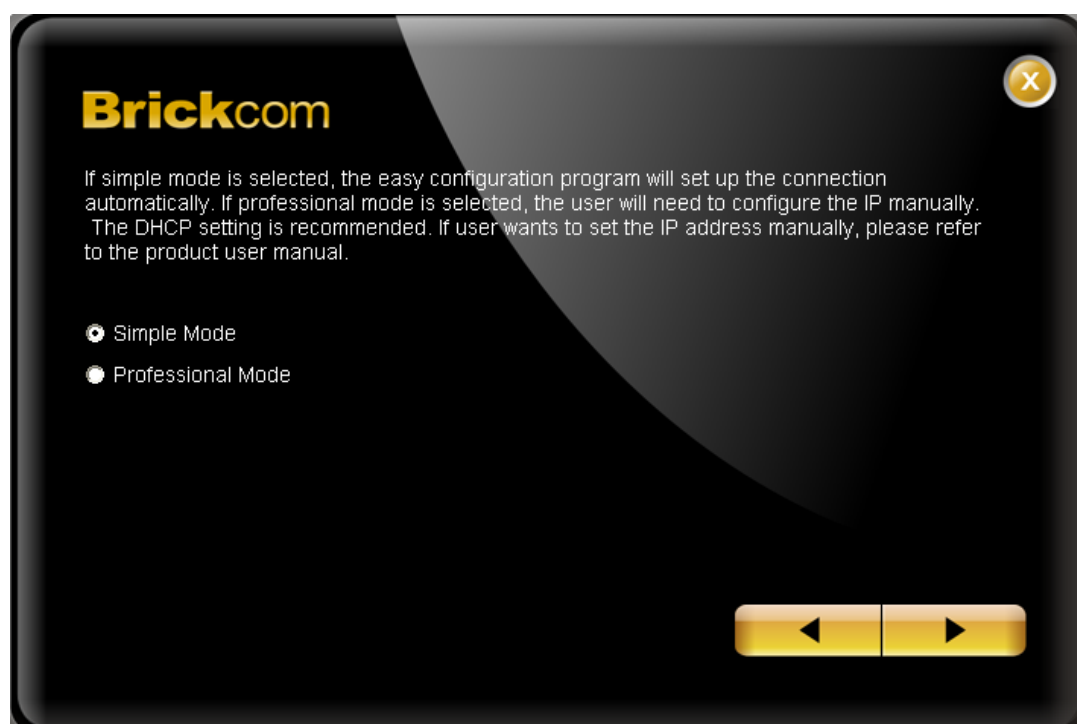 Brickcom
If simple mode is selected, the easy configuration program will set up the connection
automatically. If professional mode is selected, the user will need to configure the IP manually.
The DHCP setting is recommended. If user wants to set the IP address manually, please refer
to the product user manual.
Simple Mode
Professional Mode
X